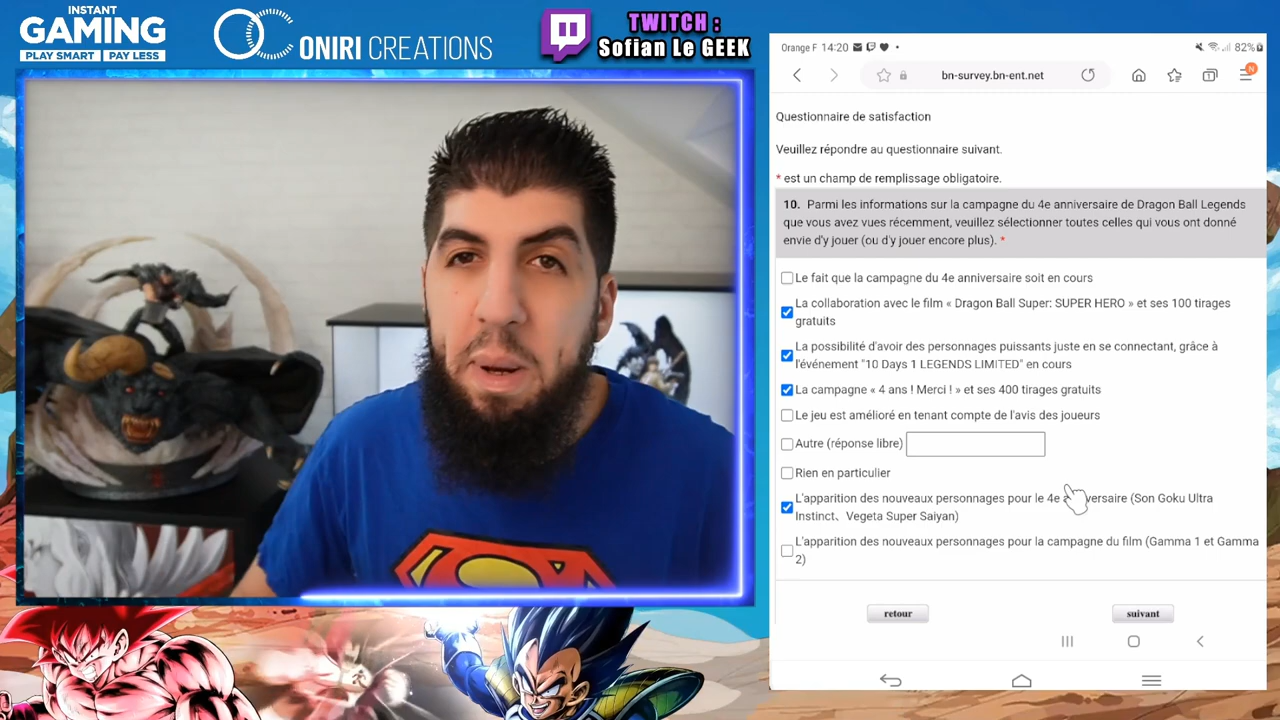 INSTANT
GAMING
PLAY SMART PAY LESS
ONIRI CREATIONS
TWITCH :
Sofian Le GEEK
Orange F 14:20
82%
bn-survey.bn-ent.net
N
Questionnaire de satisfaction
Veuillez répondre au questionnaire suivant.
* est un champ de remplissage obligatoire.
10. Parmi les informations sur la campagne du 4e anniversaire de Dragon Ball Legends
que vous avez vues récemment, veuillez sélectionner toutes celles qui vous ont donné
envie d'y jouer (ou d'y jouer encore plus). *
Le fait que la campagne du 4e anniversaire soit en cours
La collaboration avec le film « Dragon Ball Super: SUPER HERO » et ses 100 tirages
gratuits
La possibilité d'avoir des personnages puissants juste en se connectant, grâce à
l'événement "10 Days 1 LEGENDS LIMITED" en cours
La campagne « 4 ans ! Merci ! » et ses 400 tirages gratuits
Le jeu est amélioré en tenant compte de l'avis des joueurs
Autre (réponse libre)
Rien en particulier
L'apparition des nouveaux personnages pour le 4e versaire (Son Goku Ultra
Instinct、Vegeta Super Saiyan)
L'apparition des nouveaux personnages pour la campagne du film (Gamma 1 et Gamma
2)
retour
suivant